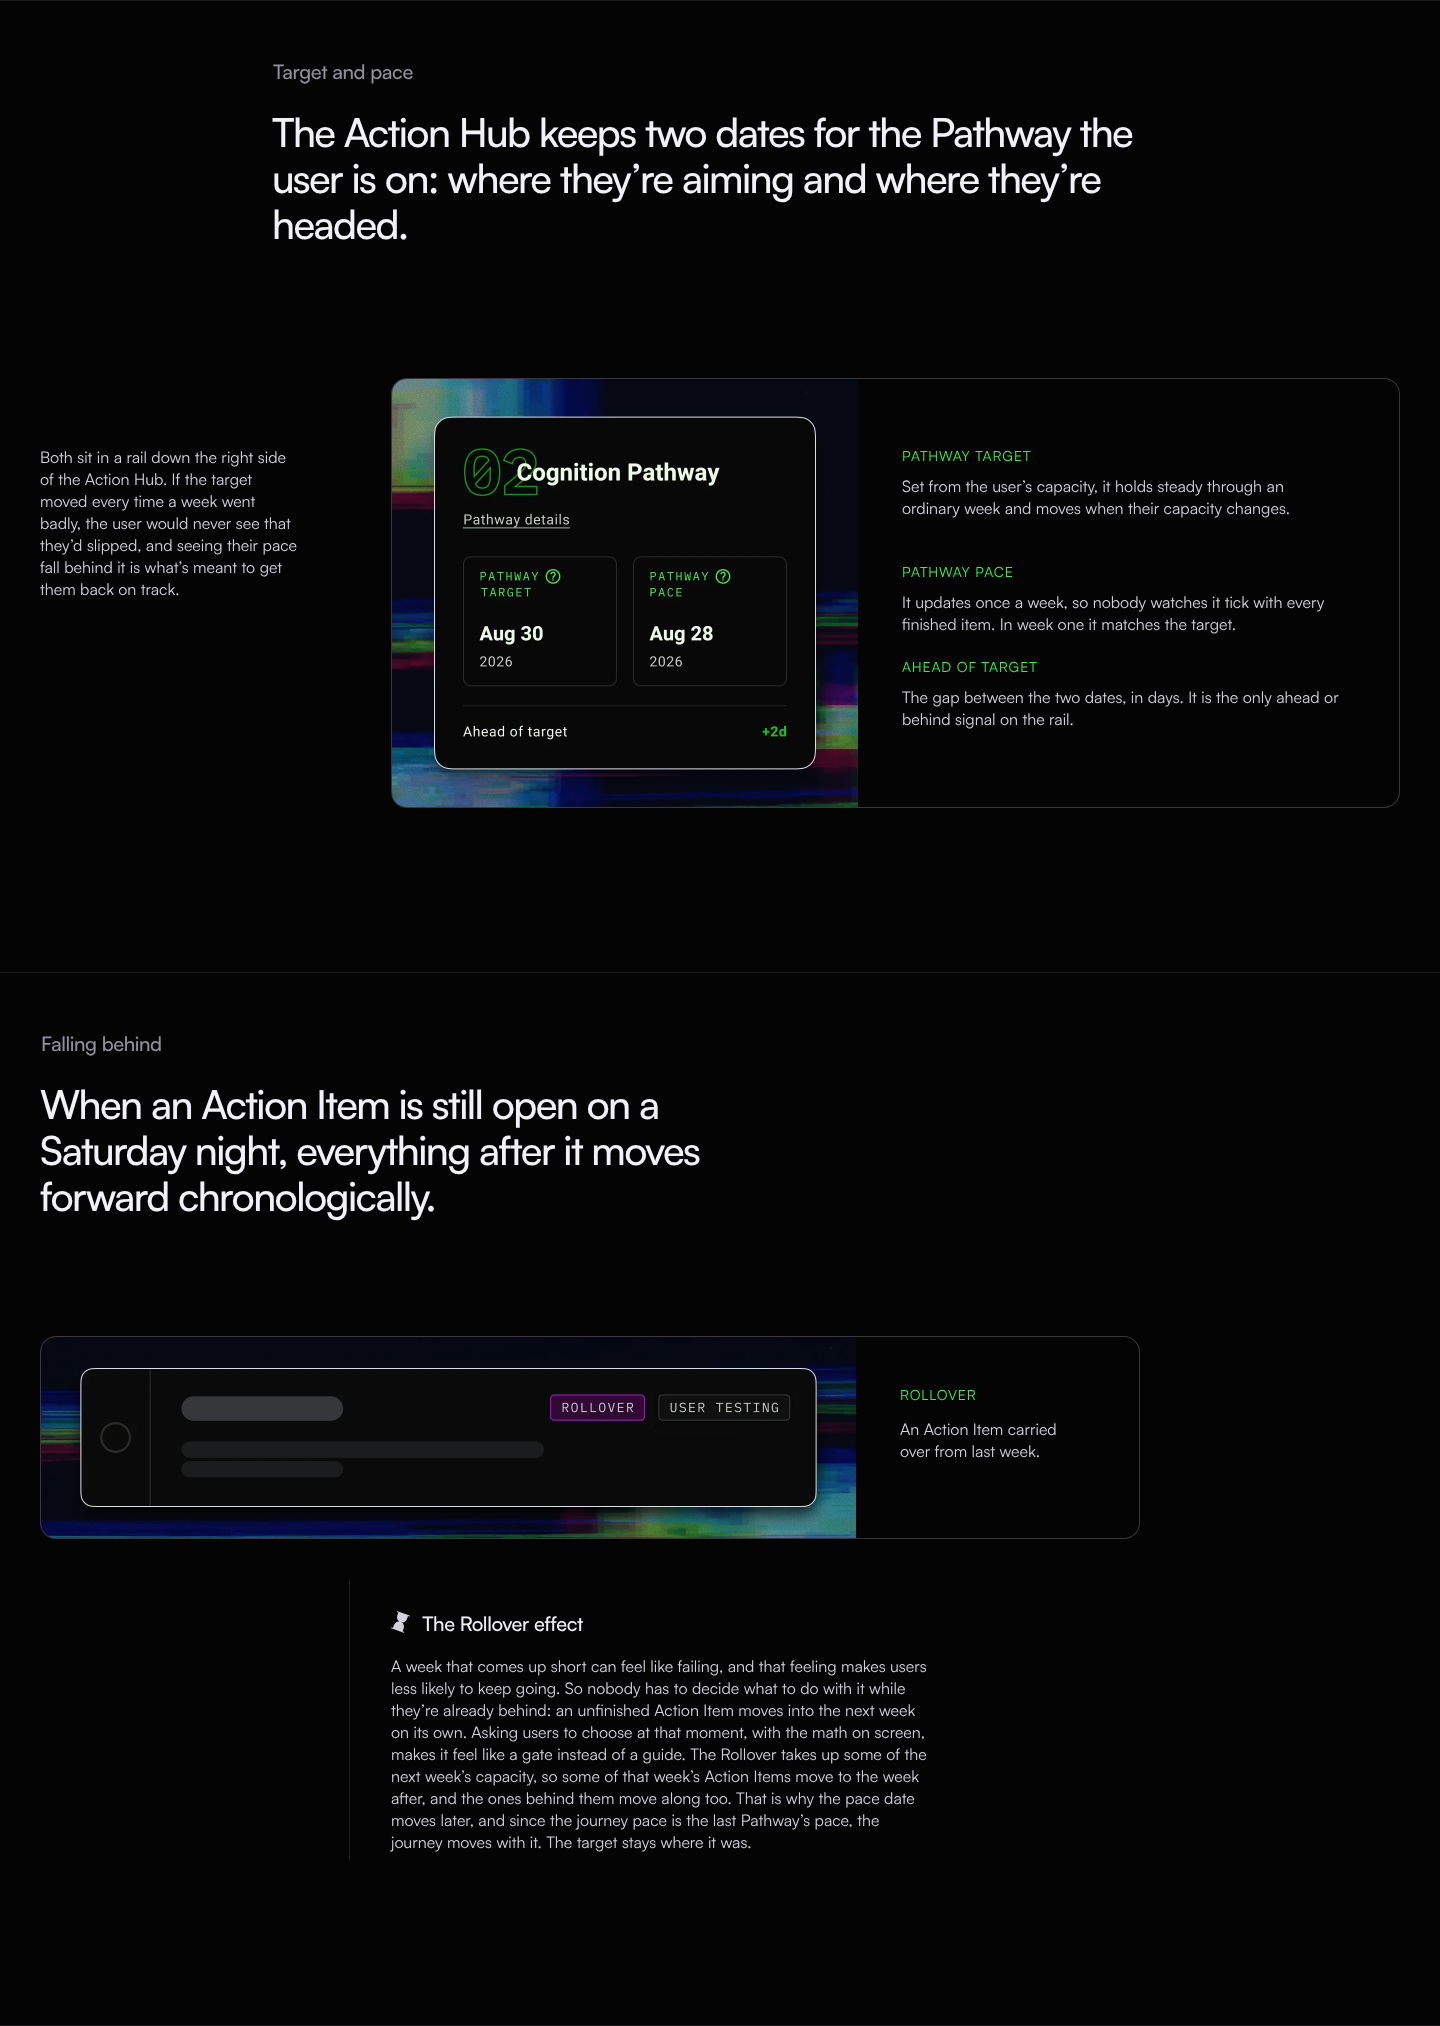 Target and pace
The Action Hub keeps two dates for the Pathway the
user is on: where they’re aiming and where they’re
headed.
Both sit in a rail down the right side
of the Action Hub. If the target
moved every time a week went
badly, the user would never see that
they’d slipped, and seeing their pace
fall behind it is what’s meant to get
them back on track.
02
Cognition Pathway
Pathway details
PATHWAY
TARGET
Aug 30
2026
PATHWAY
PACE
Aug 28
2026
Ahead of target
+2d
PATHWAY TARGET
Set from the user’s capacity, it holds steady through an
ordinary week and moves when their capacity changes.
PATHWAY PACE
It updates once a week, so nobody watches it tick with every
finished item. In week one it matches the target.
AHEAD OF TARGET
The gap between the two dates, in days. It is the only ahead or
behind signal on the rail.
Falling behind
When an Action Item is still open on a
Saturday night, everything after it moves
forward chronologically.
ROLLOVER
USER TESTING
ROLLOVER
An Action Item carried
over from last week.
The Rollover effect
A week that comes up short can feel like failing, and that feeling makes users
less likely to keep going. So nobody has to decide what to do with it while
they’re already behind: an unfinished Action Item moves into the next week
on its own. Asking users to choose at that moment, with the math on screen,
makes it feel like a gate instead of a guide. The Rollover takes up some of the
next week’s capacity, so some of that week’s Action Items move to the week
after, and the ones behind them move along too. That is why the pace date
moves later, and since the journey pace is the last Pathway’s pace, the
journey moves with it. The target stays where it was.